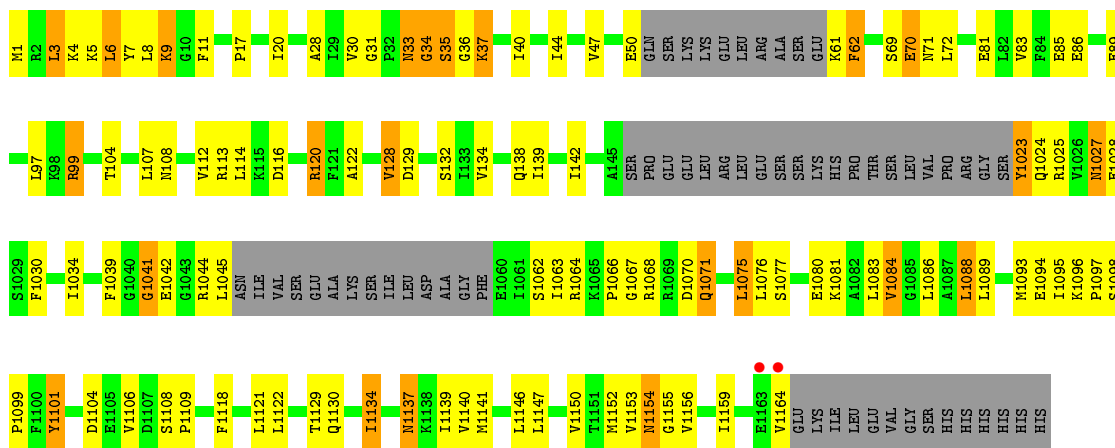 M1 R2 L3 K4 K5 L6 Y7 L8 K9 G10 F11 P17 I20 A28 I29 V30 G31 P32 N33 G34 S35 G36 K37 I40 I44 V47 E50 GLN SER LYS LYS GLY GLU LEU ARG ALA SER GLU K61 F62 S69 E70 N71 L72 E81 L82 V83 F84 E85 E86
L97 K98 R99 T104 L107 N108 V112 R113 L114 K115 D116 R120 F121 A122 V128 D129 S132 I133 V134 Q138 I139 I142 A145 SER PRO GLU GLU LEU ARG LEU GLU SER SER LYS HIS PRO THR SER LEU VAL PRO ARG GLY SER Y1023 Q1024 R1025 V1026 N1027 E1028
S1029 F1030 I1034 F1039 G1040 G1041 E1042 G1043 R1044 L1045 ASN ILE VAL SER GLU ALA LYS SER ILE LEU ASP ALA GLY PHE E1060 I1061 S1062 I1063 R1064 K1065 P1066 G1067 R1068 R1069 D1070 Q1071 L1075 L1076 S1077 E1080 K1081 A1082 L1083 V1084 G1085 L1086 A1087 L1088 L1089 M1093 E1094 I1095 K1096 P1097 S1098
P1099 F1100 Y1101 D1104 E1105 V1106 D1107 S1108 P1109 F1118 L1121 L1122 T1129 Q1130 I1134 N1137 K1138 I1139 V1140 M1141 L1146 L1147 V1150 T1151 M1152 V1153 N1154 G1155 V1156 I1159 E1163 V1164 GLU LYS ILE LEU GLU VAL GLY SER HIS HIS HIS HIS HIS HIS